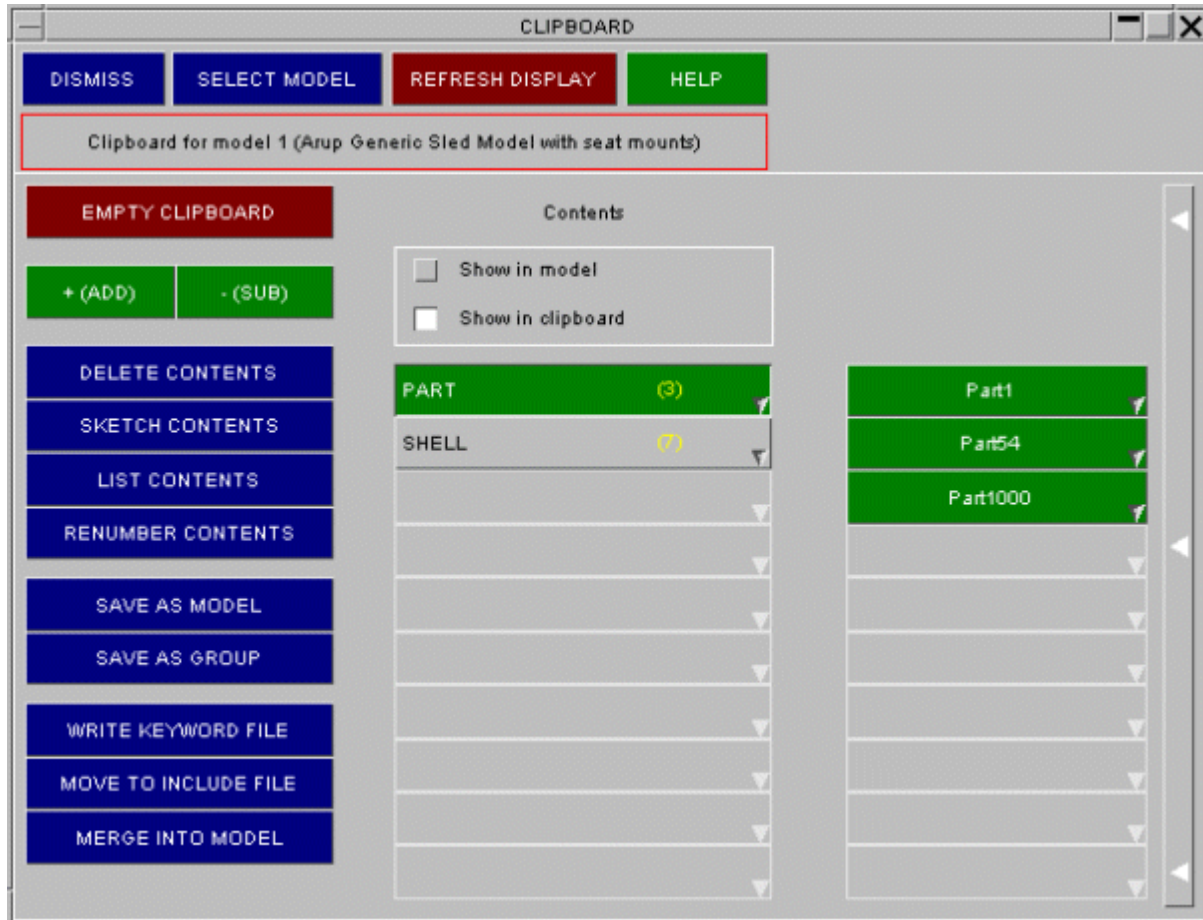 CLIPBOARD
DISMISS SELECT MODEL REFRESH DISPLAY HELP
Clipboard for model 1 (Arup Generic Sled Model with seat mounts)
EMPTY CLIPBOARD Contents
+ (ADD) - (SUB) Show in model
Show in clipboard
DELETE CONTENTS PART (3) Part1
SKETCH CONTENTS SHELL (7) Part54
LIST CONTENTS Part1000
RENUMBER CONTENTS
SAVE AS MODEL
SAVE AS GROUP
WRITE KEYWORD FILE
MOVE TO INCLUDE FILE
MERGE INTO MODEL